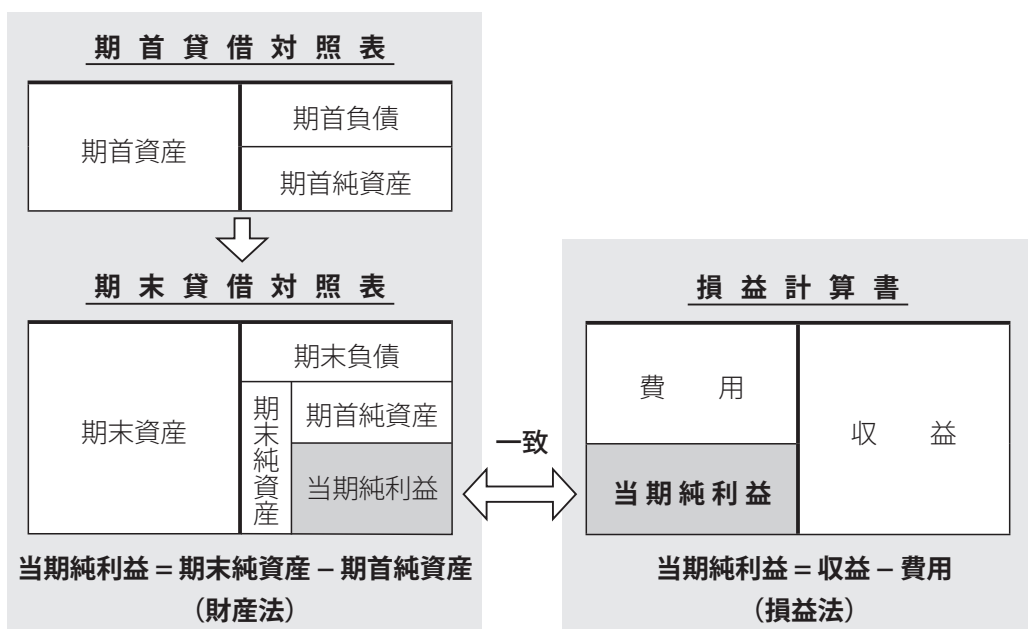 期首貸借対照表
期首資産
期首負債
期首純資産
期末貸借対照表
期末資産
期末負債
期末純資産
期首純資産
当期純利益
当期純利益＝期末純資産－期首純資産
（財産法）
一致
損益計算書
費用
当期純利益
収益
当期純利益＝収益－費用
（損益法）